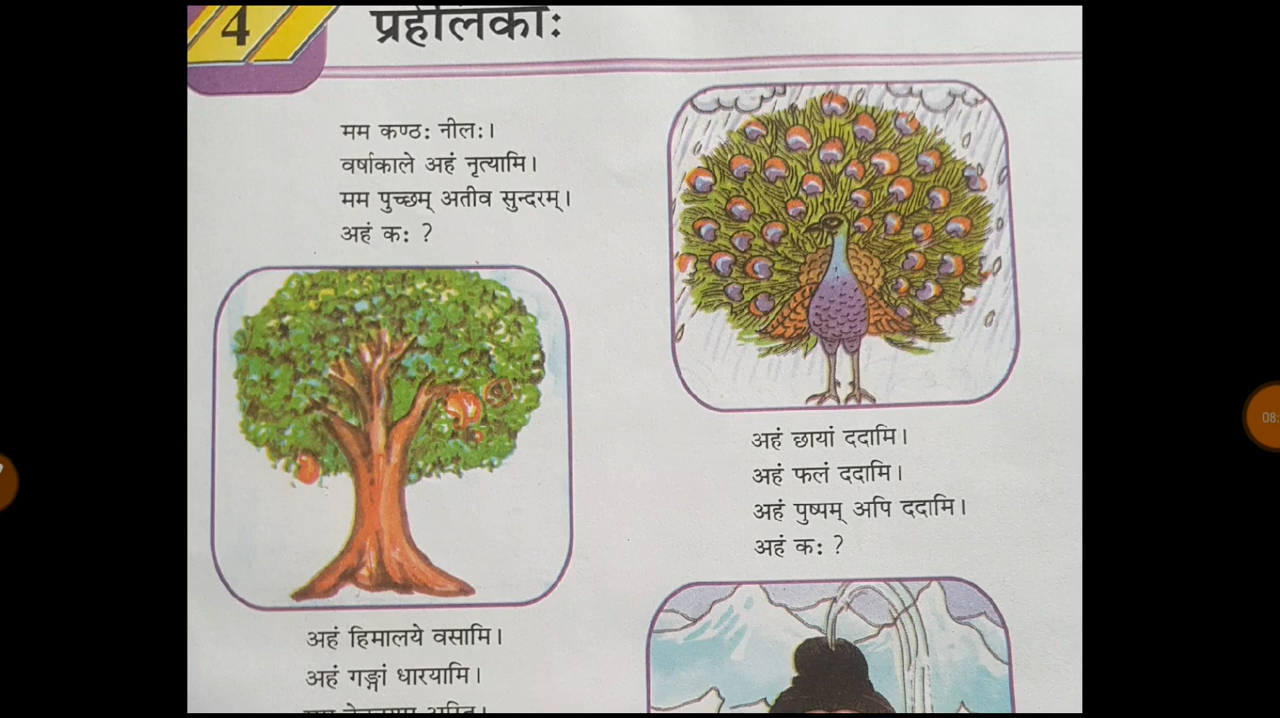 4
प्रहेलिकाः
मम कण्ठः नीलः।
वर्षाकाले अहं नृत्यामि।
मम पुच्छम् अतीव सुन्दरम्।
अहं कः ?
अहं छायां ददामि।
अहं फलं ददामि।
अहं पुष्पम् अपि ददामि।
अहं कः ?
अहं हिमालये वसामि।
अहं गङ्गां धारयामि।
08: